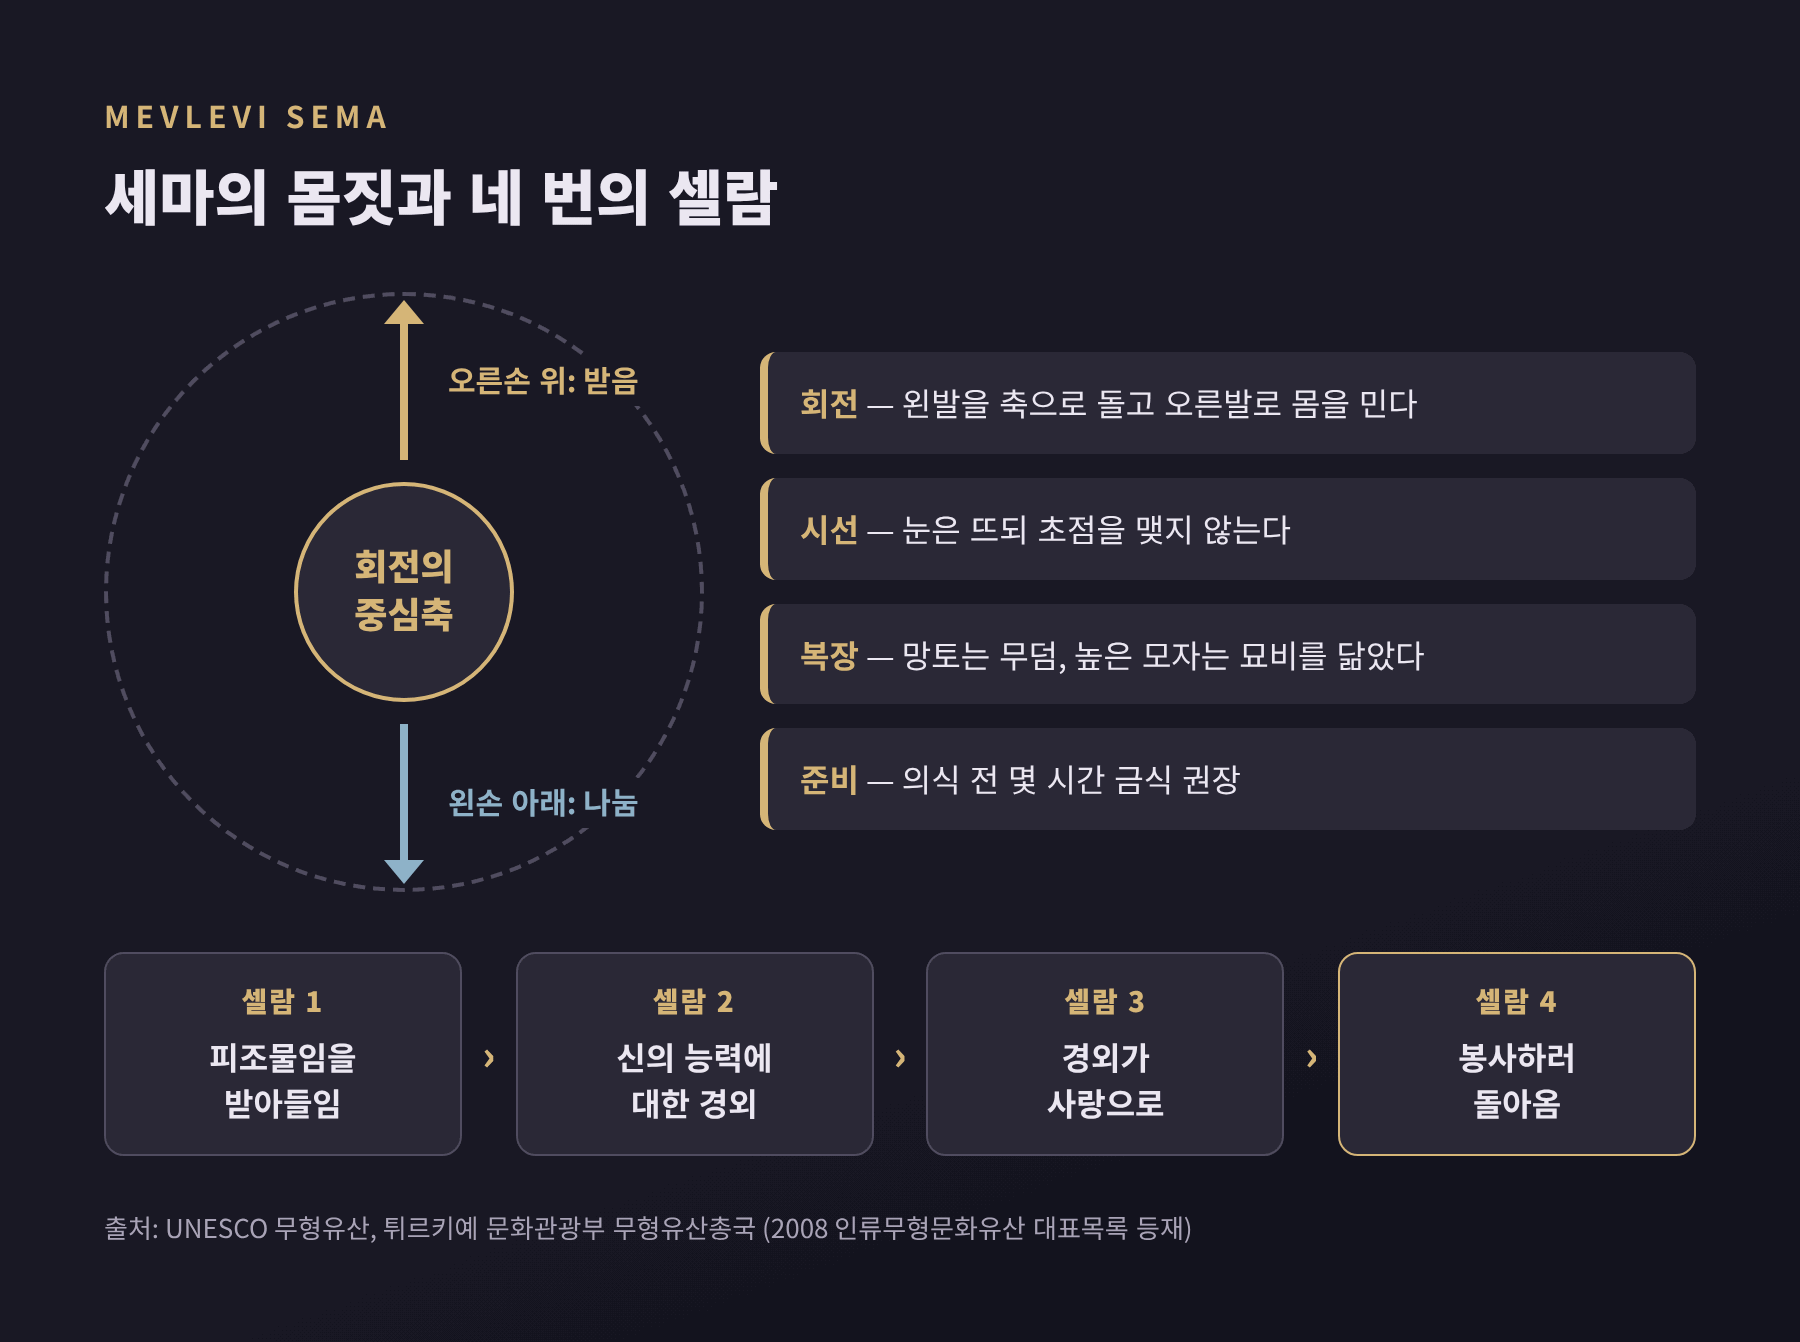 MEVLEVI SEMA
세마의 몸짓과 네 번의 셀람
오른손 위: 받음
회전의
중심축
왼손 아래: 나눔
회전 — 왼발을 축으로 돌고 오른발로 몸을 민다
시선 — 눈은 뜨되 초점을 맺지 않는다
복장 — 망토는 무덤, 높은 모자는 묘비를 닮았다
준비 — 의식 전 몇 시간 금식 권장
셀람 1
피조물임을
받아들임
›
셀람 2
신의 능력에
대한 경외
›
셀람 3
경외가
사랑으로
›
셀람 4
봉사하러
돌아옴
출처: UNESCO 무형유산, 튀르키예 문화관광부 무형유산총국 (2008 인류무형문화유산 대표목록 등재)